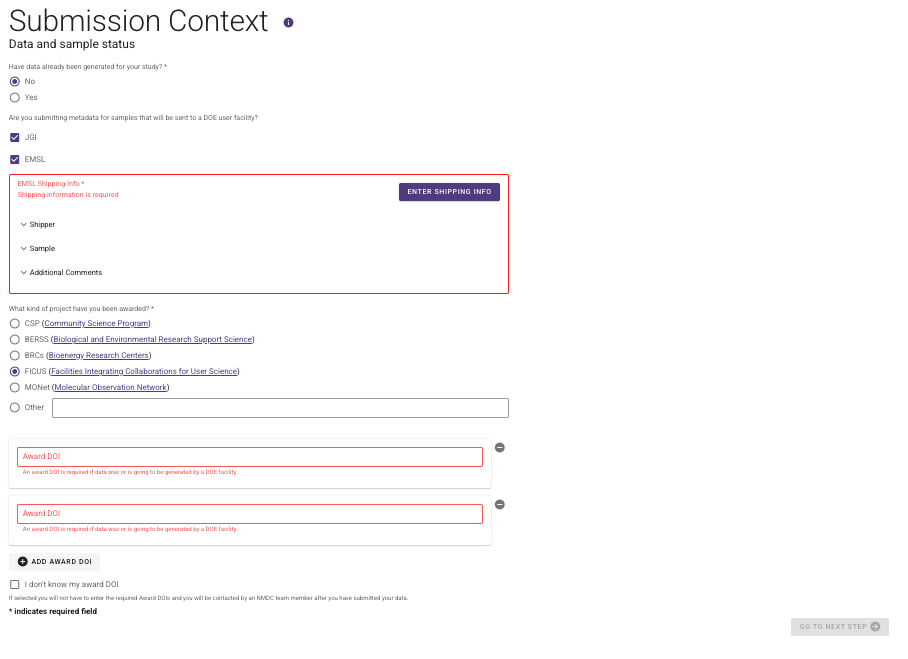 Submission Context
Data and sample status
Have data already been generated for your study? *
No
Yes
Are you submitting metadata for samples that will be sent to a DOE user facility?
JGI
EMSL
EMSL Shipping Info *
Shipping information is required
ENTER SHIPPING INFO
Shipper
Sample
Additional Comments
What kind of project have you been awarded? *
CSP (Community Science Program)
BERSS (Biological and Environmental Research Support Science)
BRCs (Bioenergy Research Centers)
FICUS (Facilities Integrating Collaborations for User Science)
MONet (Molecular Observation Network)
Other
Award DOI
An award DOI is required if data was or is going to be generated by a DOE facility.
Award DOI
An award DOI is required if data was or is going to be generated by a DOE facility.
ADD AWARD DOI
I don't know my award DOI
If selected you will not have to enter the required Award DOIs and you will be contacted by an NMDC team member after you have submitted your data.
* indicates required field
GO TO NEXT STEP